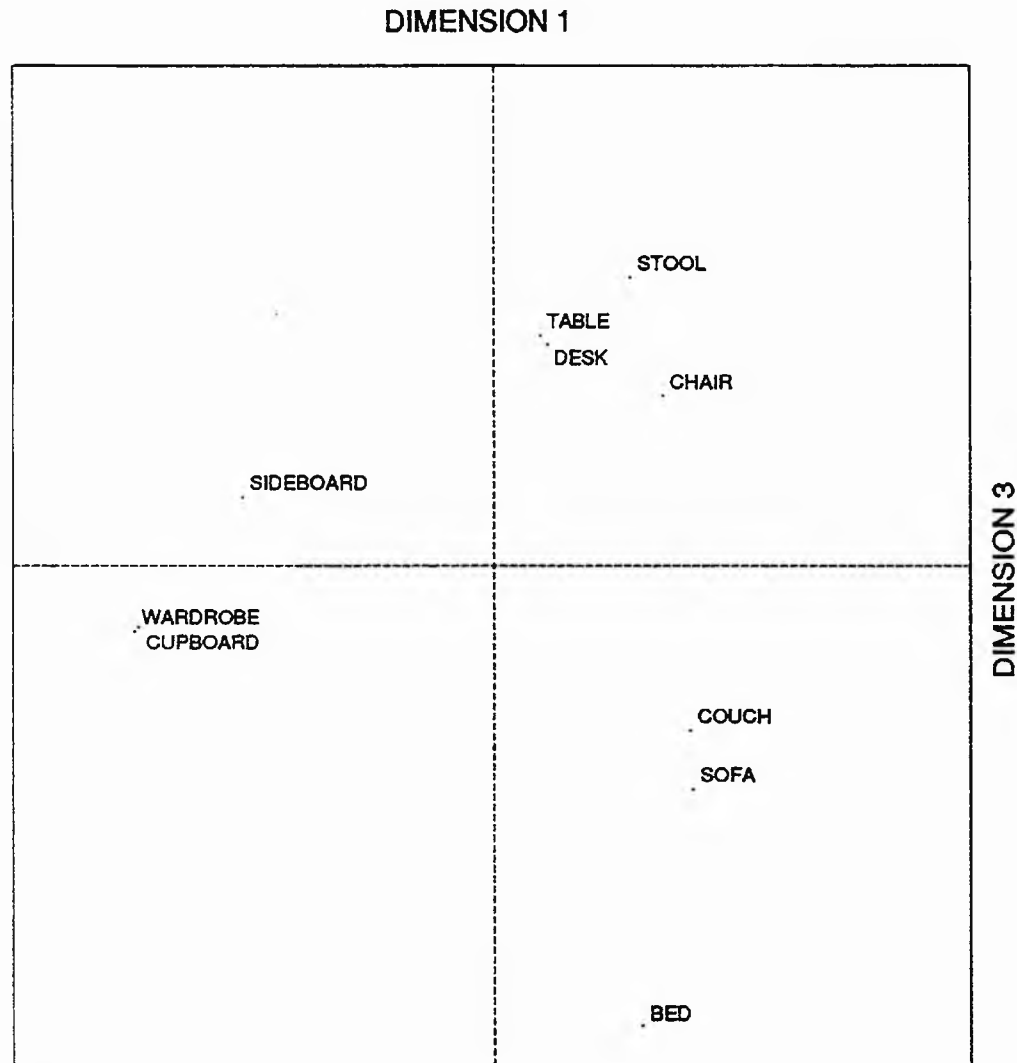 DIMENSION 1
STOOL
TABLE
DESK
CHAIR
SIDEBOARD
DIMENSION 3
WARDROBE
CUPBOARD
COUCH
SOFA
BED